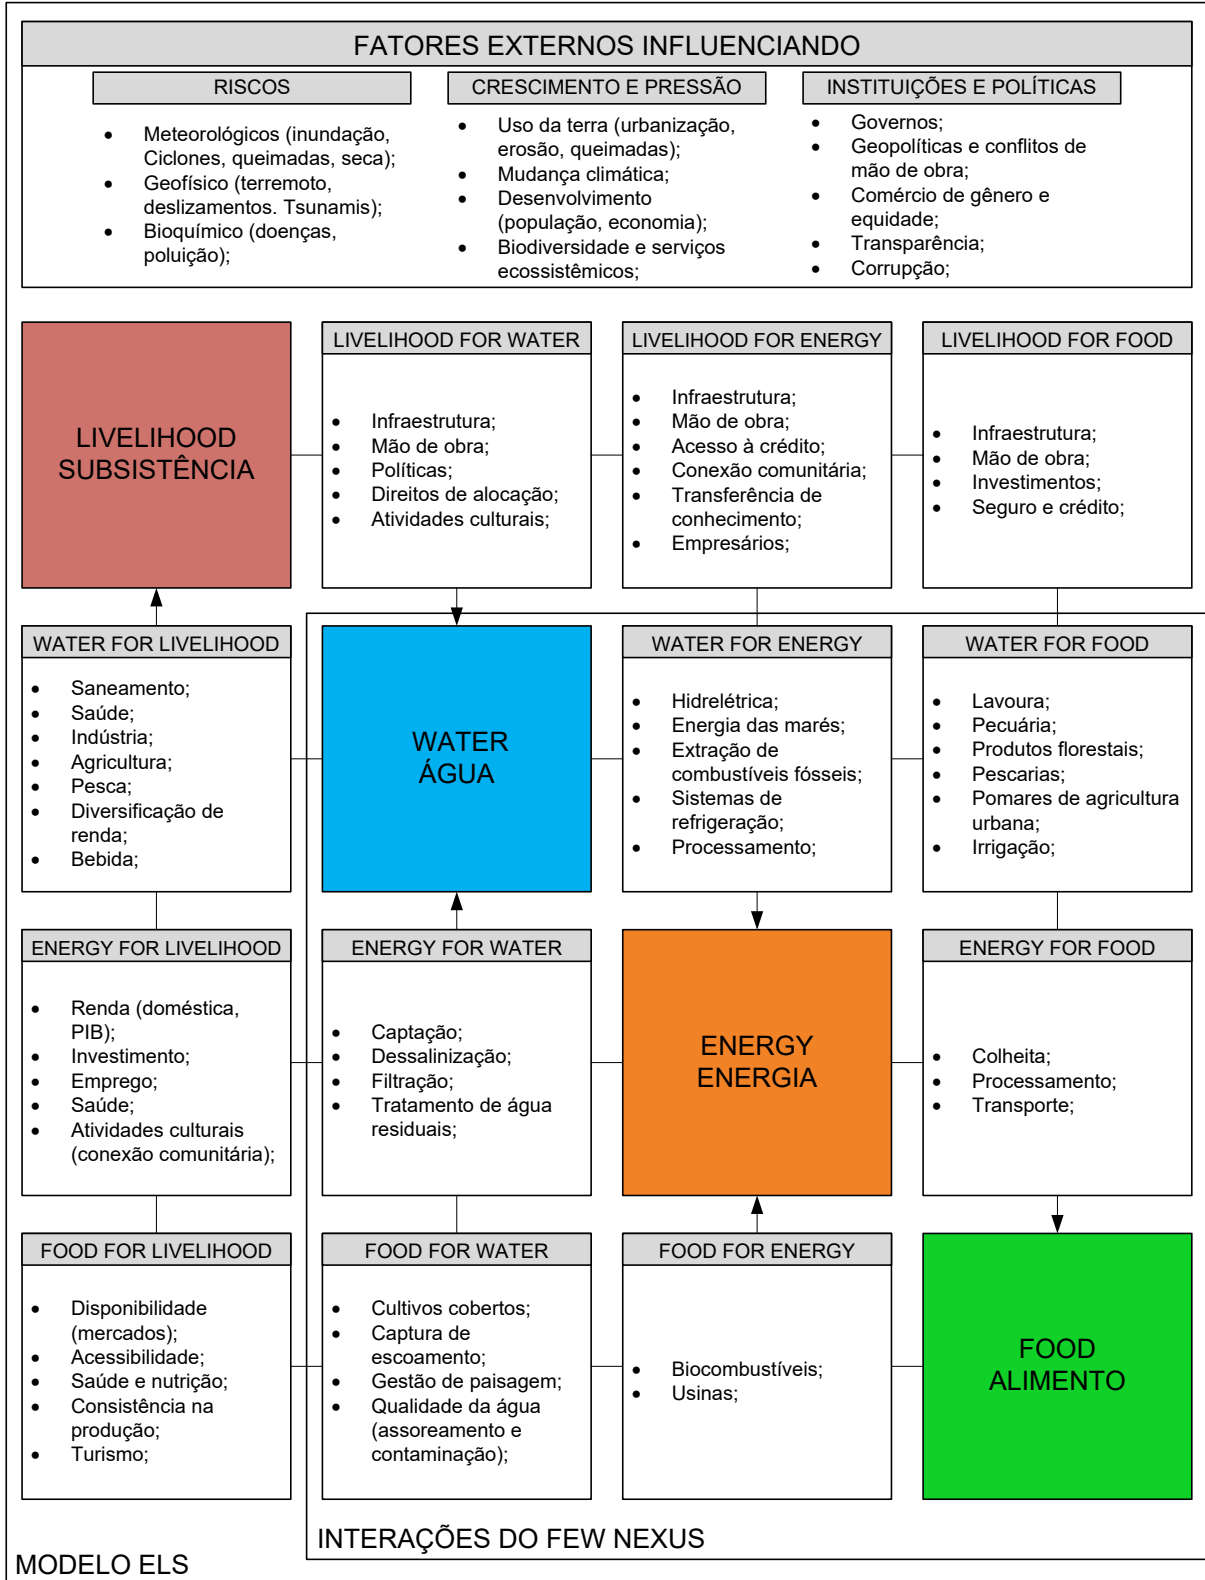 FATORES EXTERNOS INFLUENCIANDO
RISCOS
• Meteorológicos (inundação,
Ciclones, queimadas, seca);
• Geofísico (terremoto,
deslizamentos. Tsunamis);
• Bioquímico (doenças,
poluição);
CRESCIMENTO E PRESSÃO
• Uso da terra (urbanização,
erosão, queimadas);
• Mudança climática;
• Desenvolvimento
(população, economia);
• Biodiversidade e serviços
ecossistêmicos;
INSTITUIÇÕES E POLÍTICAS
• Governos;
• Geopolíticas e conflitos de
mão de obra;
• Comércio de gênero e
equidade;
• Transparência;
• Corrupção;
LIVELIHOOD
SUBSISTÊNCIA
LIVELIHOOD FOR WATER
• Infraestrutura;
• Mão de obra;
• Políticas;
• Direitos de alocação;
• Atividades culturais;
LIVELIHOOD FOR ENERGY
• Infraestrutura;
• Mão de obra;
• Acesso à crédito;
• Conexão comunitária;
• Transferência de
conhecimento;
• Empresários;
LIVELIHOOD FOR FOOD
• Infraestrutura;
• Mão de obra;
• Investimentos;
• Seguro e crédito;
WATER FOR LIVELIHOOD
• Saneamento;
• Saúde;
• Indústria;
• Agricultura;
• Pesca;
• Diversificação de
renda;
• Bebida;
WATER
ÁGUA
WATER FOR ENERGY
• Hidrelétrica;
• Energia das marés;
• Extração de
combustíveis fósseis;
• Sistemas de
refrigeração;
• Processamento;
WATER FOR FOOD
• Lavoura;
• Pecuária;
• Produtos florestais;
• Pescarias;
• Pomares de agricultura
urbana;
• Irrigação;
ENERGY FOR LIVELIHOOD
• Renda (doméstica,
PIB);
• Investimento;
• Emprego;
• Saúde;
• Atividades culturais
(conexão comunitária);
ENERGY FOR WATER
• Captação;
• Dessalinização;
• Filtração;
• Tratamento de água
residuais;
ENERGY
ENERGIA
ENERGY FOR FOOD
• Colheita;
• Processamento;
• Transporte;
FOOD FOR LIVELIHOOD
• Disponibilidade
(mercados);
• Acessibilidade;
• Saúde e nutrição;
• Consistência na
produção;
• Turismo;
FOOD FOR WATER
• Cultivos cobertos;
• Captura de
escoamento;
• Gestão de paisagem;
• Qualidade da água
(assoreamento e
contaminação);
FOOD FOR ENERGY
• Biocombustíveis;
• Usinas;
FOOD
ALIMENTO
INTERAÇÕES DO FEW NEXUS
MODELO ELS